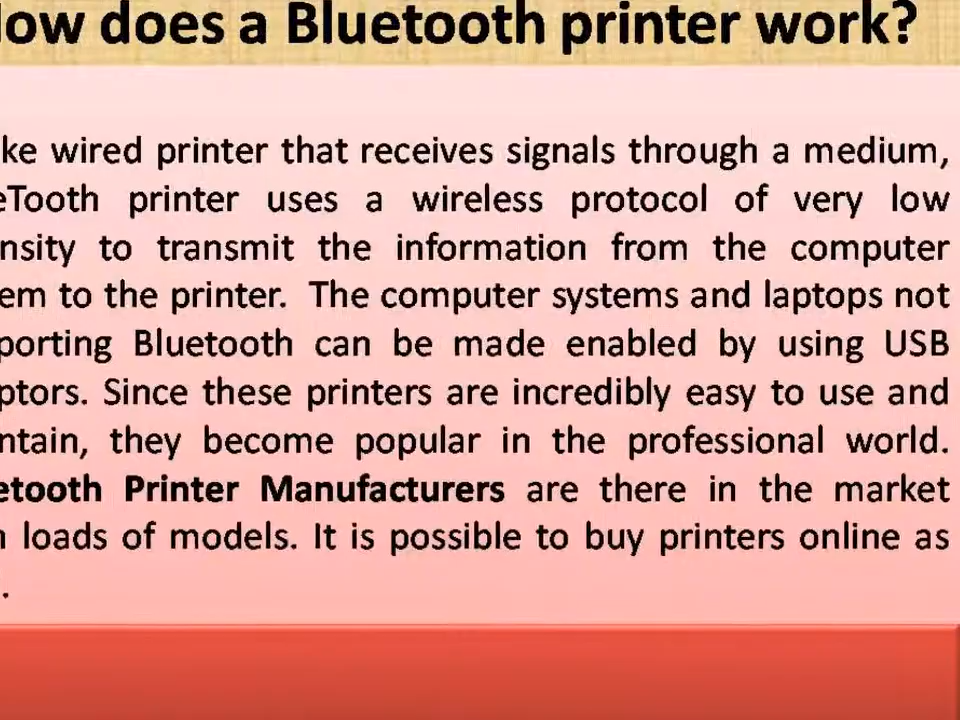 How does a Bluetooth printer work?
ke wired printer that receives signals through a medium,
eTooth printer uses a wireless protocol of very low
nsity to transmit the information from the computer
em to the printer. The computer systems and laptops not
porting Bluetooth can be made enabled by using USB
ptors. Since these printers are incredibly easy to use and
ntain, they become popular in the professional world.
etooth Printer Manufacturers are there in the market
loads of models. It is possible to buy printers online as
.